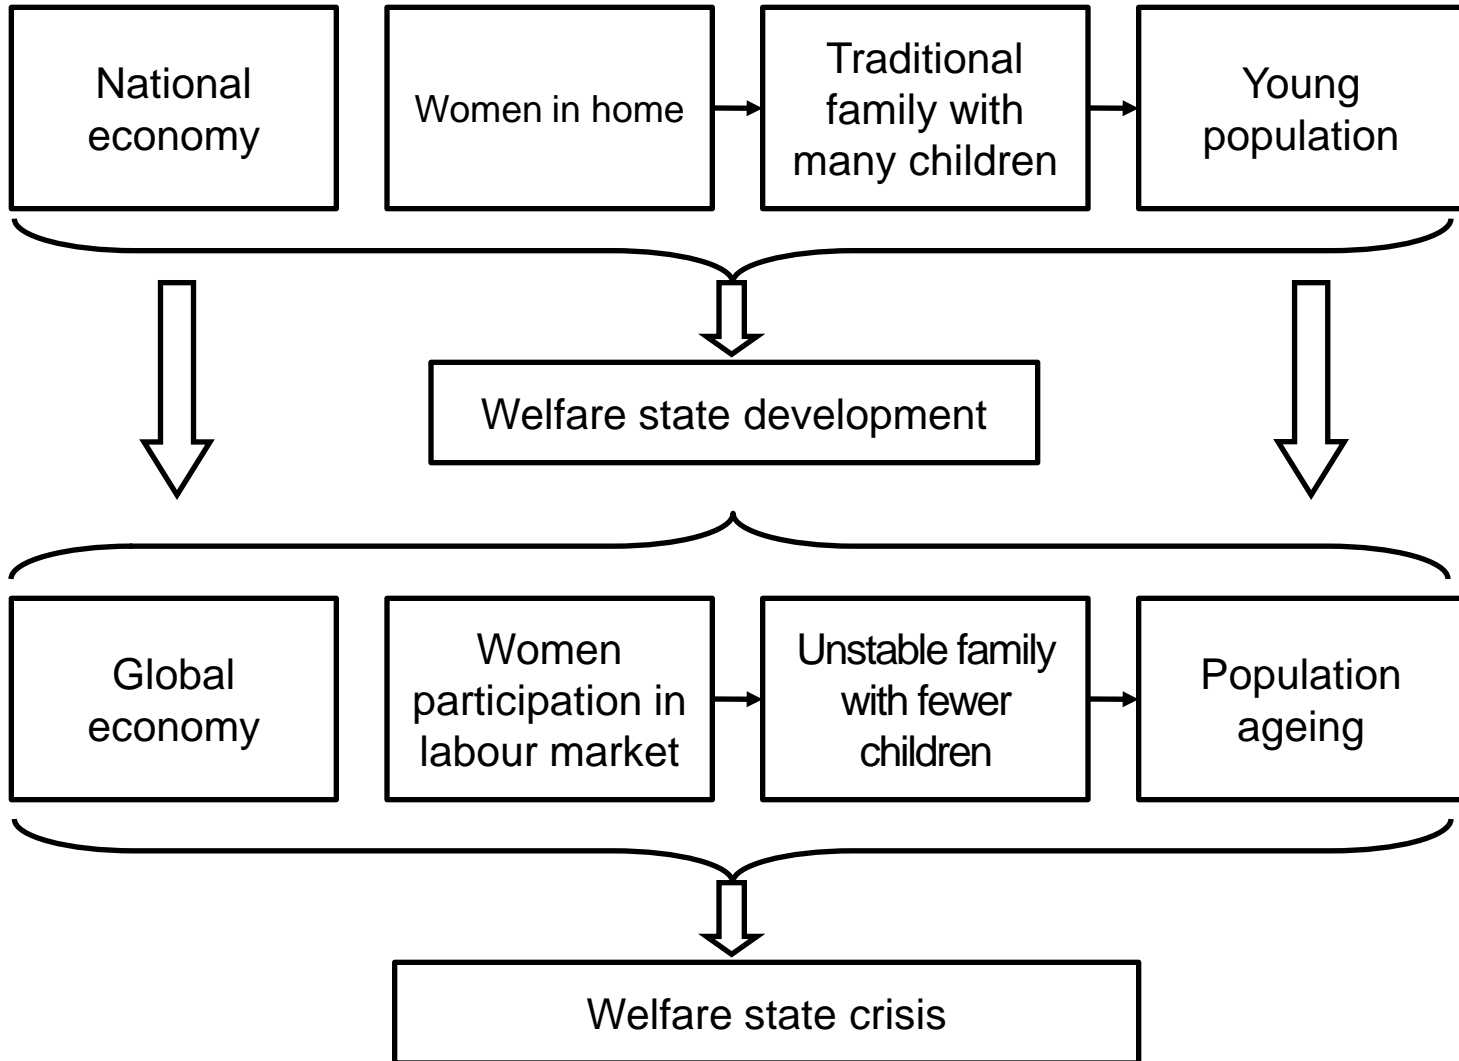 National
economy
Women in home
Traditional
family with
many children
Young
population
Welfare state development
Global
economy
Women
participation in
labour market
Unstable family
with fewer
children
Population
ageing
Welfare state crisis